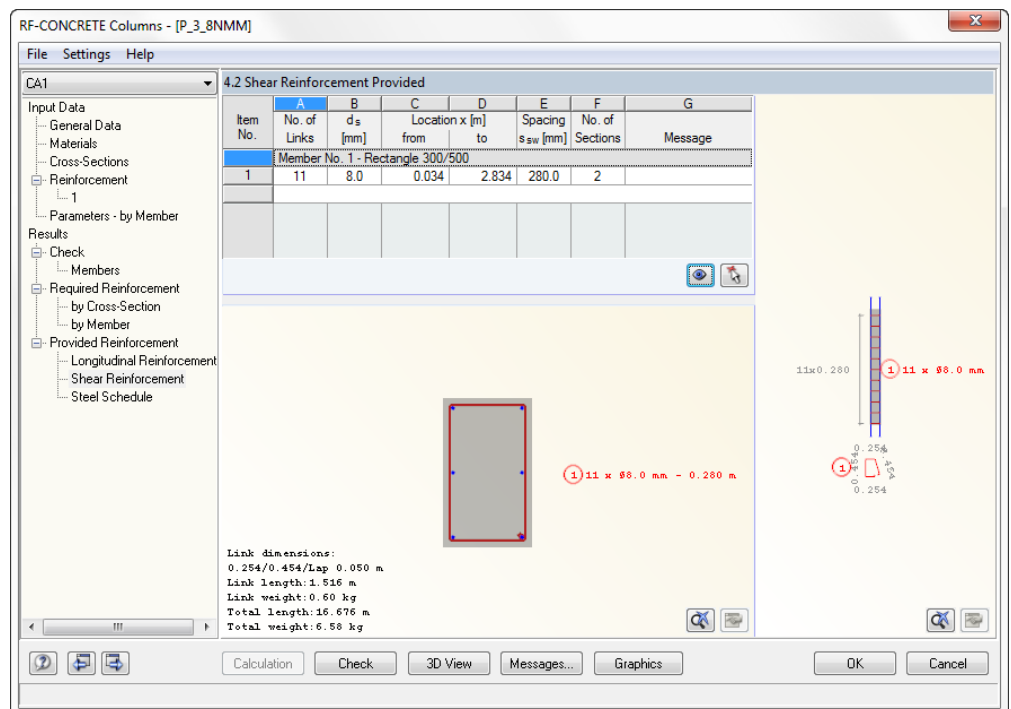 RF-CONCRETE Columns - [P_3_8NMM]
File Settings Help
CA1
Input Data
General Data
Materials
Cross-Sections
Reinforcement
1
Parameters - by Member
Results
Check
Members
Required Reinforcement
by Cross-Section
by Member
Provided Reinforcement
Longitudinal Reinforcement
Shear Reinforcement
Steel Schedule
4.2 Shear Reinforcement Provided
A B C D E F G
Item No. of ds Location x [m] Spacing No. of
No. Links [mm] from to ssw [mm] Sections Message
Member No. 1 - Rectangle 300/500
1 11 8.0 0.034 2.834 280.0 2
1 11 x Ø8.0 mm - 0.280 m
Link dimensions:
0.254/0.454/Lap 0.050 m
Link length:1.516 m
Link weight:0.60 kg
Total length:16.676 m
Total weight:6.58 kg
11x0.280 1 11 x Ø8.0 mm
0.254
1 0.454 .454
0.254
Calculation Check 3D View Messages... Graphics OK Cancel